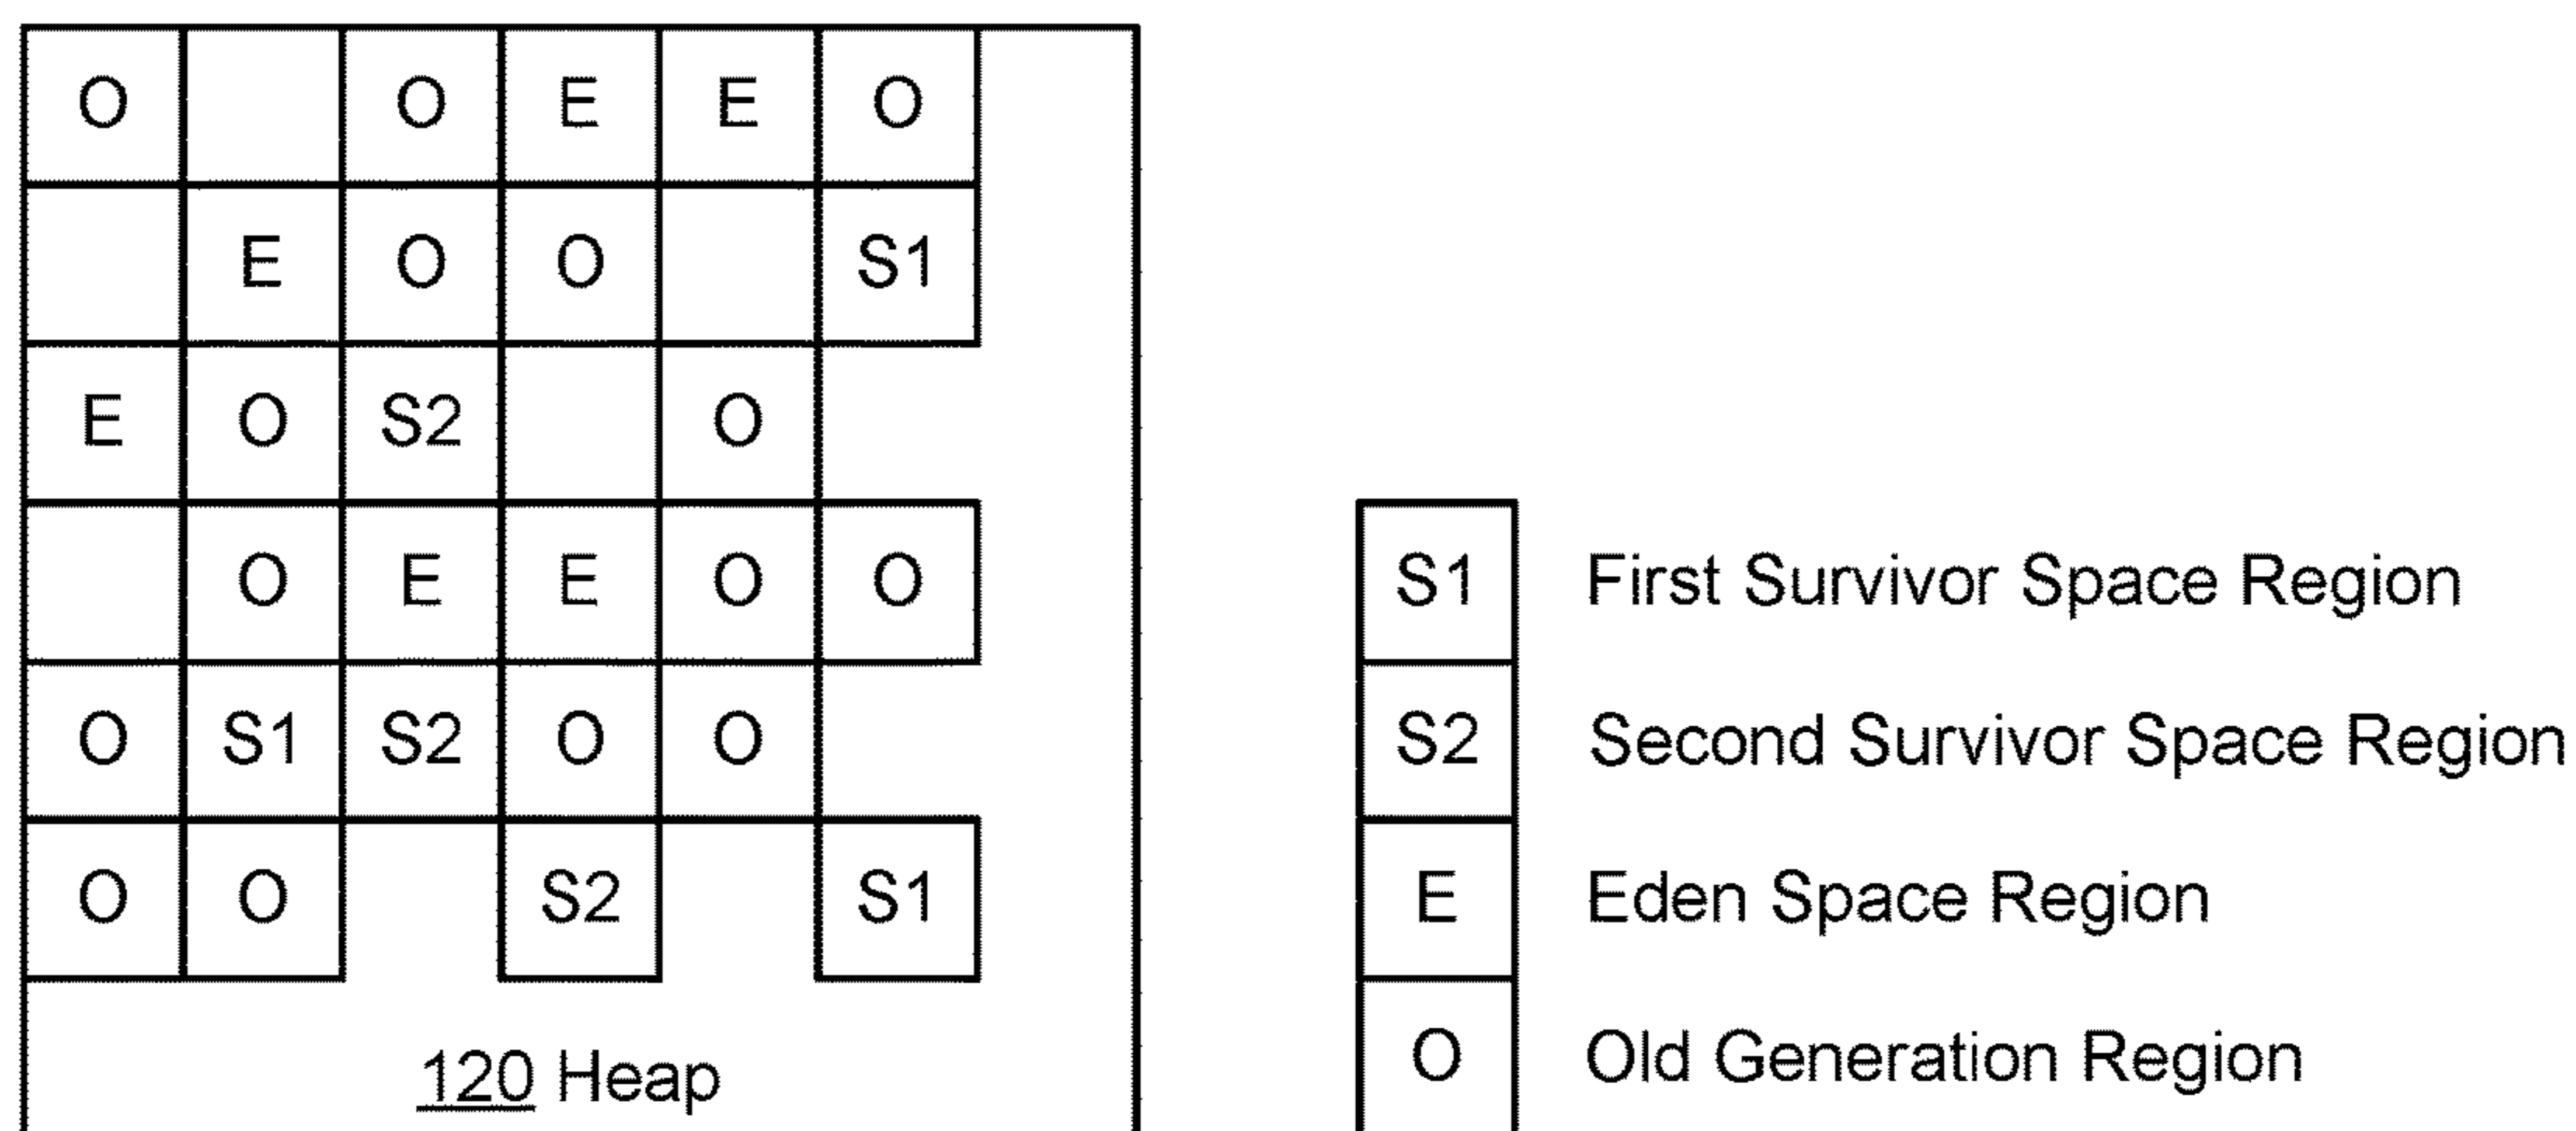 O O E E O
E O O S1
E O S2 O
O E E O O
O S1 S2 O O
O O S2 S1
120 Heap
S1 First Survivor Space Region
S2 Second Survivor Space Region
E Eden Space Region
O Old Generation Region